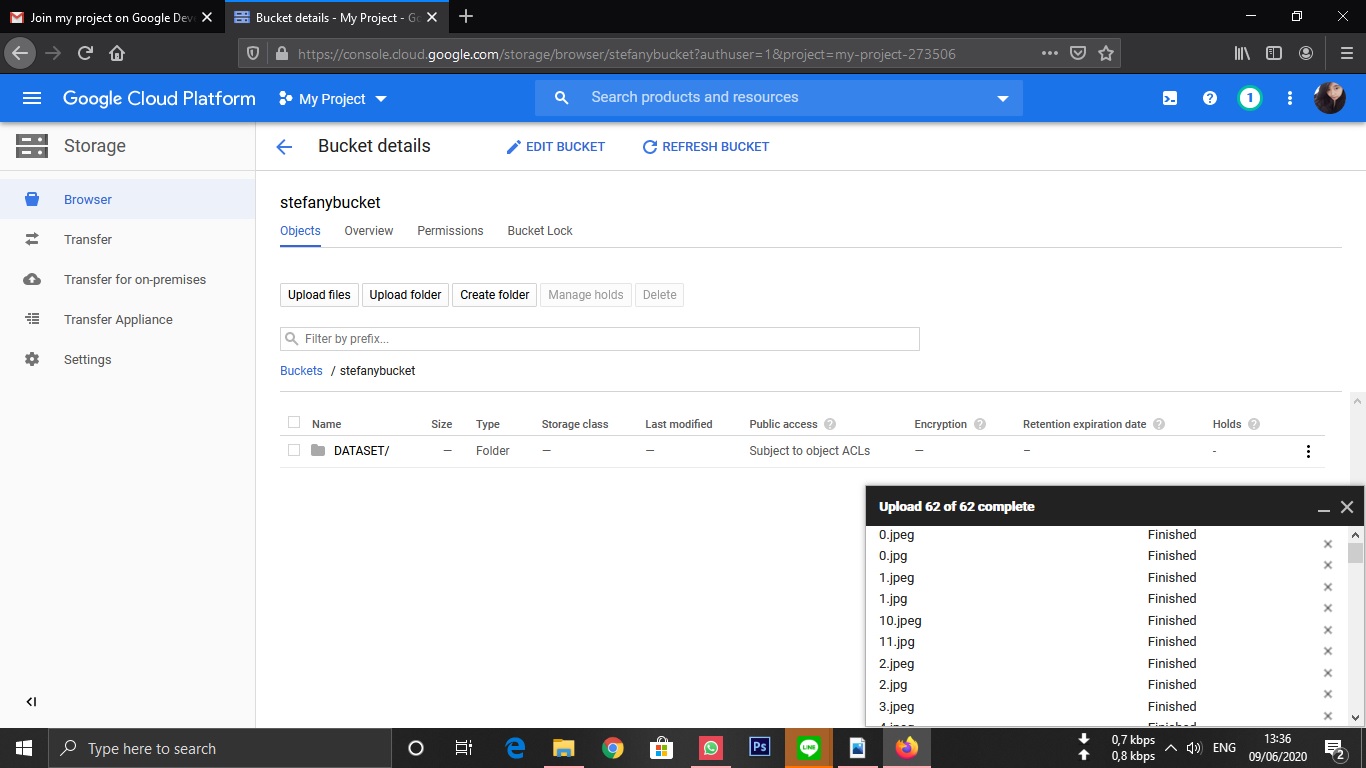 Join my project on Google Dev
Bucket details - My Project - Go
https://console.cloud.google.com/storage/browser/stefanybucket?authuser=1&project=my-project-273506
Google Cloud Platform
My Project
Search products and resources
1
Storage
Bucket details
EDIT BUCKET
REFRESH BUCKET
Browser
Transfer
Transfer for on-premises
Transfer Appliance
Settings
stefanybucket
Objects Overview Permissions Bucket Lock
Upload files Upload folder Create folder Manage holds Delete
Filter by prefix...
Buckets / stefanybucket
Name Size Type Storage class Last modified Public access ? Encryption ? Retention expiration date ? Holds ?
DATASET/ — Folder — — Subject to object ACLs — – -
Upload 62 of 62 complete
0.jpeg Finished
0.jpg Finished
1.jpeg Finished
1.jpg Finished
10.jpeg Finished
11.jpg Finished
2.jpeg Finished
2.jpg Finished
3.jpeg Finished
Type here to search
Ps
LINE
0,7 kbps
0,8 kbps
ENG
13:36
09/06/2020
2